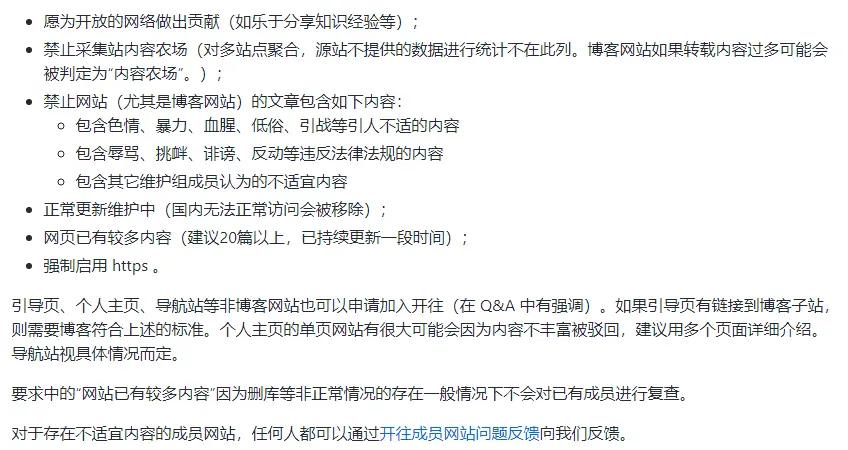 愿为开放的网络做出贡献（如乐于分享知识经验等）；
禁止采集站内容农场（对多站点聚合，源站不提供的数据进行统计不在此列。博客网站如果转载内容过多可能会
被判定为“内容农场”。）；
禁止网站（尤其是博客网站）的文章包含如下内容：
包含色情、暴力、血腥、低俗、引战等引人不适的内容
包含辱骂、挑衅、诽谤、反动等违反法律法规的内容
包含其它维护组成员认为的不适宜内容
正常更新维护中（国内无法正常访问会被移除）；
网页已有较多内容（建议20篇以上，已持续更新一段时间）；
强制启用 https 。
引导页、个人主页、导航站等非博客网站也可以申请加入开往（在 Q&A 中有强调）。如果引导页有链接到博客子站，
则需要博客符合上述的标准。个人主页的单页网站有很大可能会因为内容不丰富被驳回，建议用多个页面详细介绍。
导航站视具体情况而定。
要求中的“网站已有较多内容”因为删库等非正常情况的存在一般情况下不会对已有成员进行复查。
对于存在不适宜内容的成员网站，任何人都可以通过开往成员网站问题反馈向我们反馈。